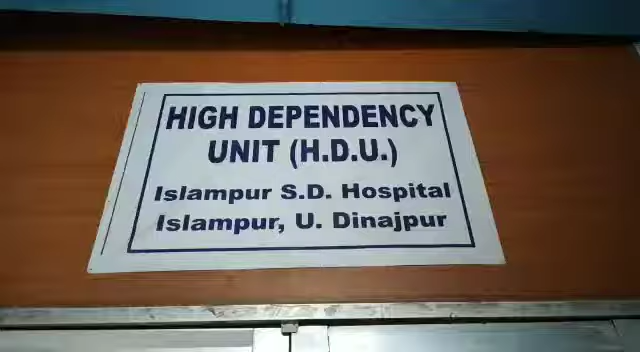 HIGH DEPENDENCY
UNIT (H.D.U.)
Islampur S.D. Hospital
Islampur, U. Dinajpur